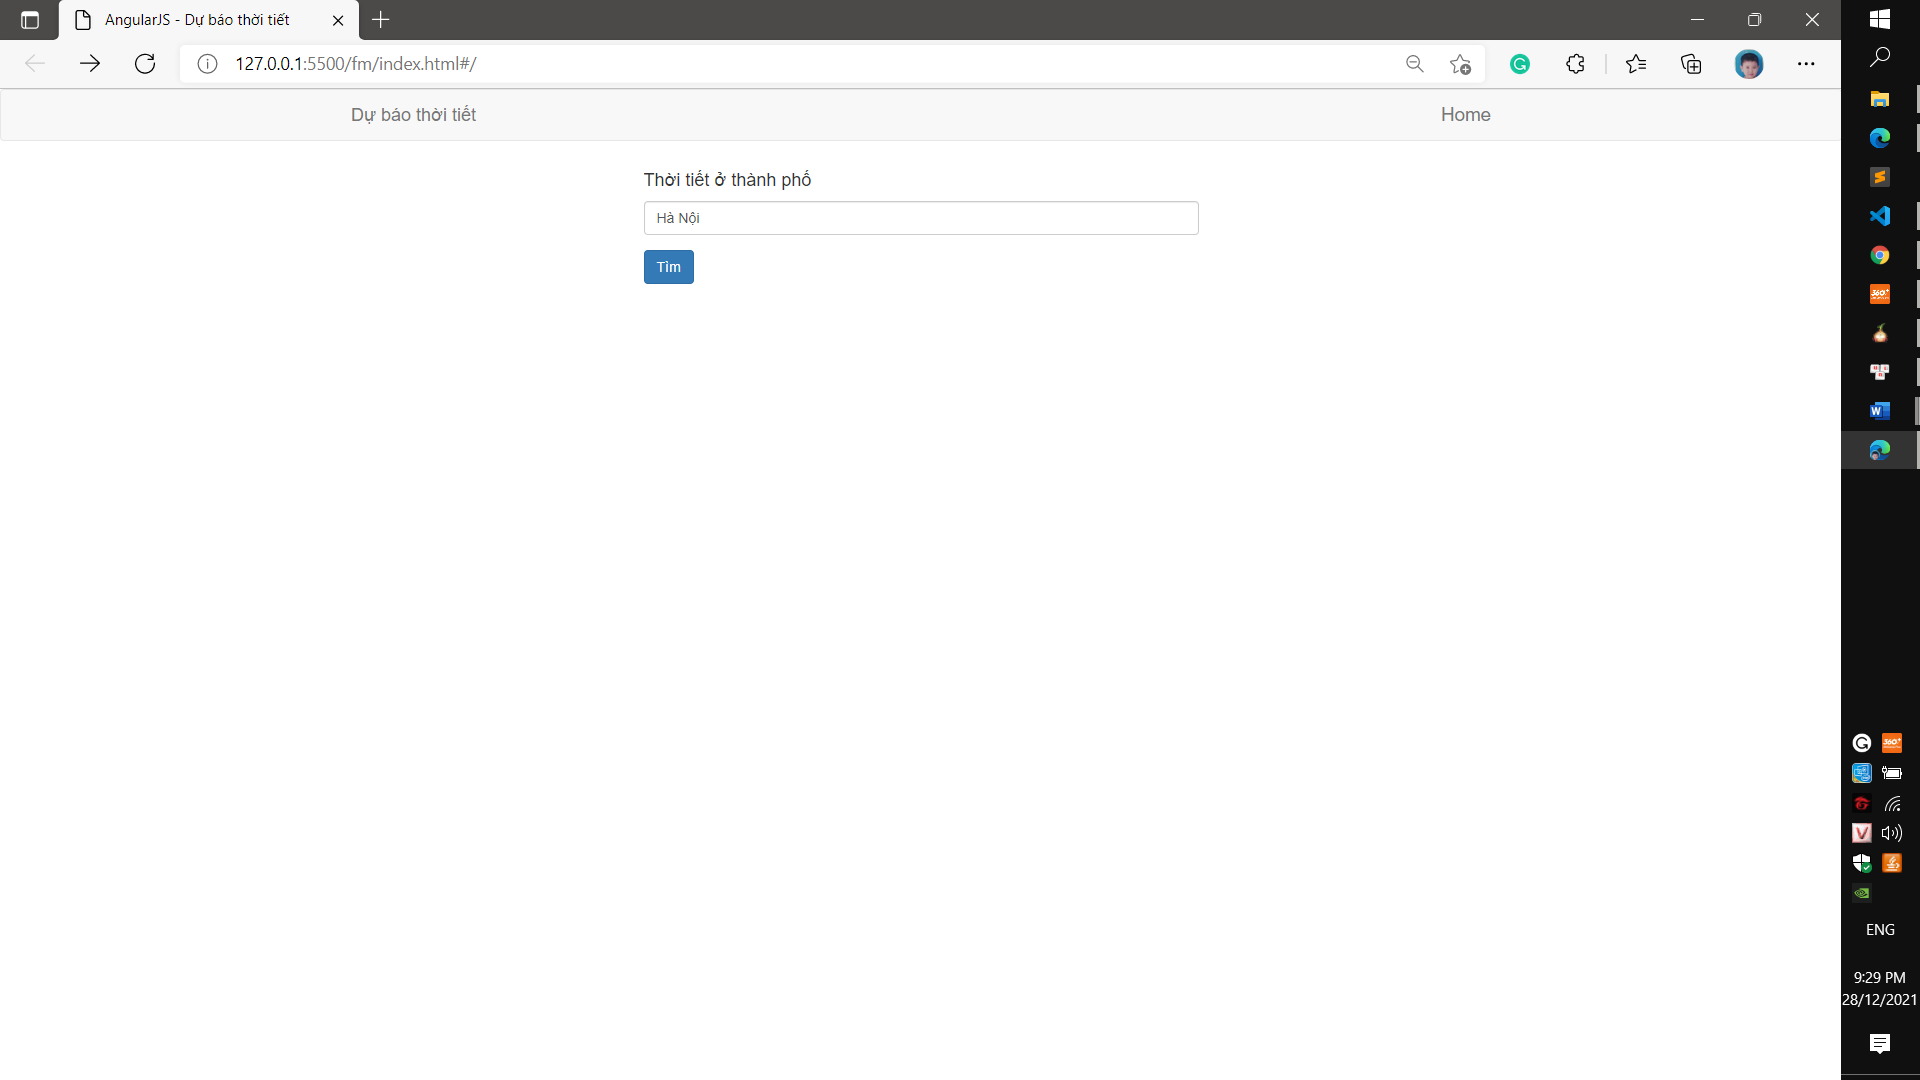 AngularJS - Dự báo thời tiết
127.0.0.1:5500/fm/index.html#/
Dự báo thời tiết
Home
Thời tiết ở thành phố
Hà Nội
Tìm
ENG
9:29 PM
28/12/2021